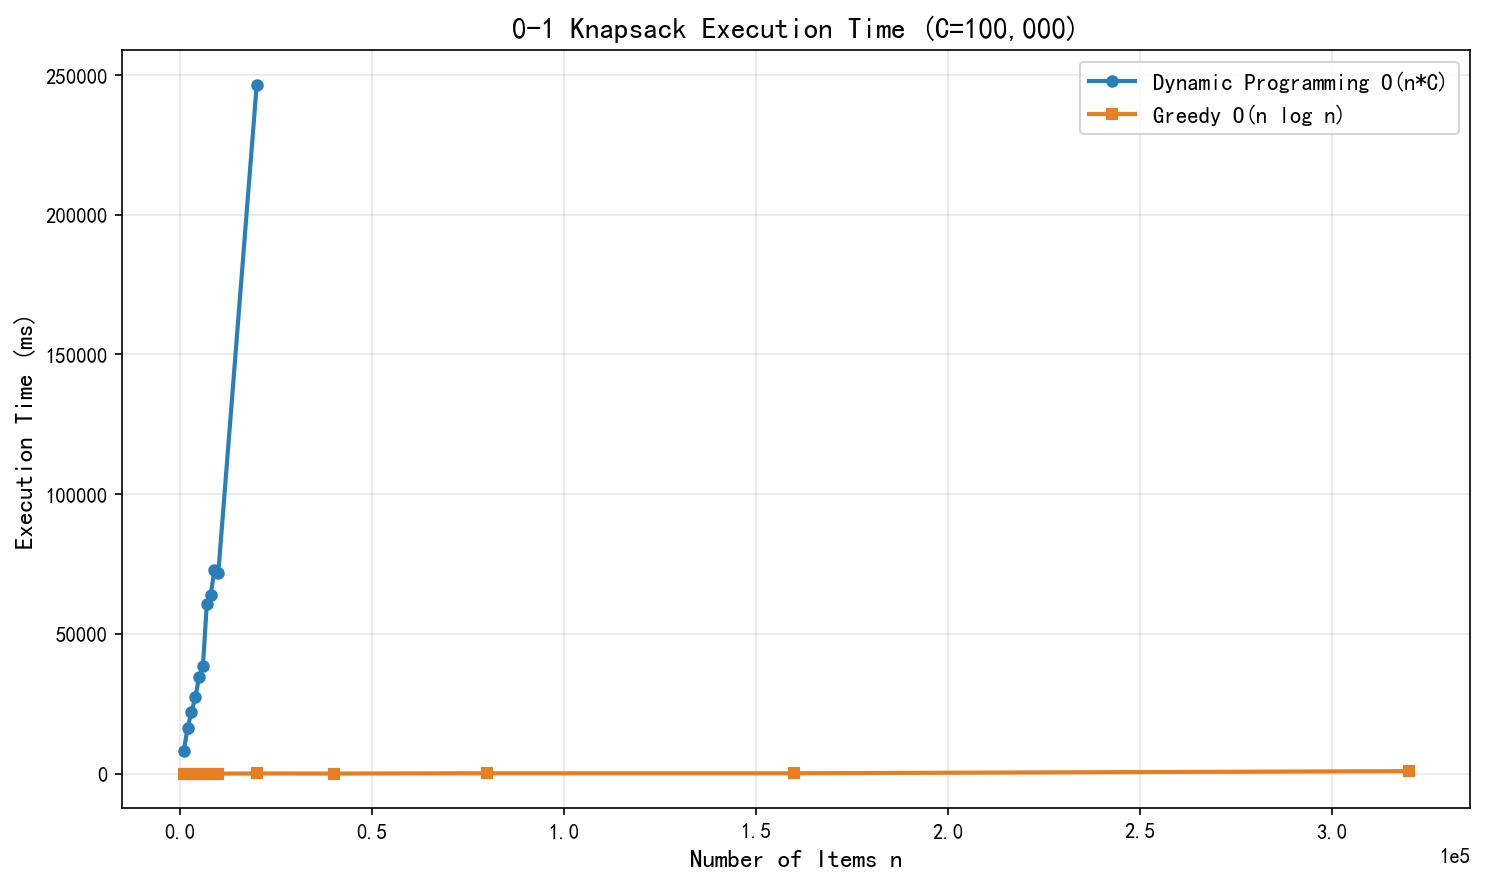 0-1 Knapsack Execution Time (C=100,000)
Dynamic Programming O(n*C)
Greedy O(n log n)
Execution Time (ms)
250000
200000
150000
100000
50000
0
0.0 0.5 1.0 1.5 2.0 2.5 3.0
1e5
Number of Items n